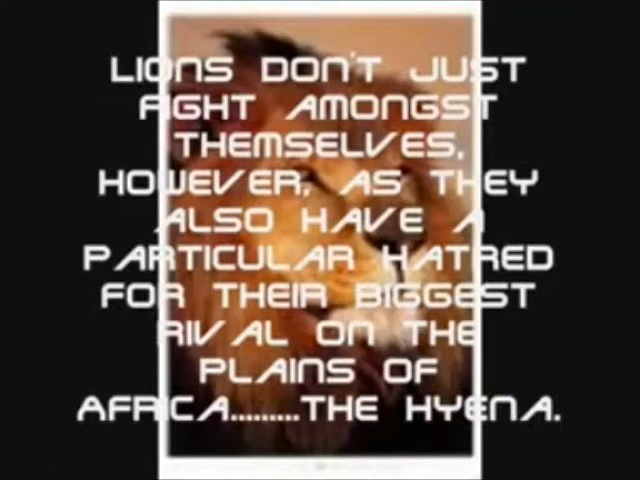 LIONS DON'T JUST
FIGHT AMONGST
THEMSELVES,
HOWEVER, AS THEY
ALSO HAVE A
PARTICULAR HATRED
FOR THEIR BIGGEST
RIVAL ON THE
PLAINS OF
AFRICA.........THE HYENA.